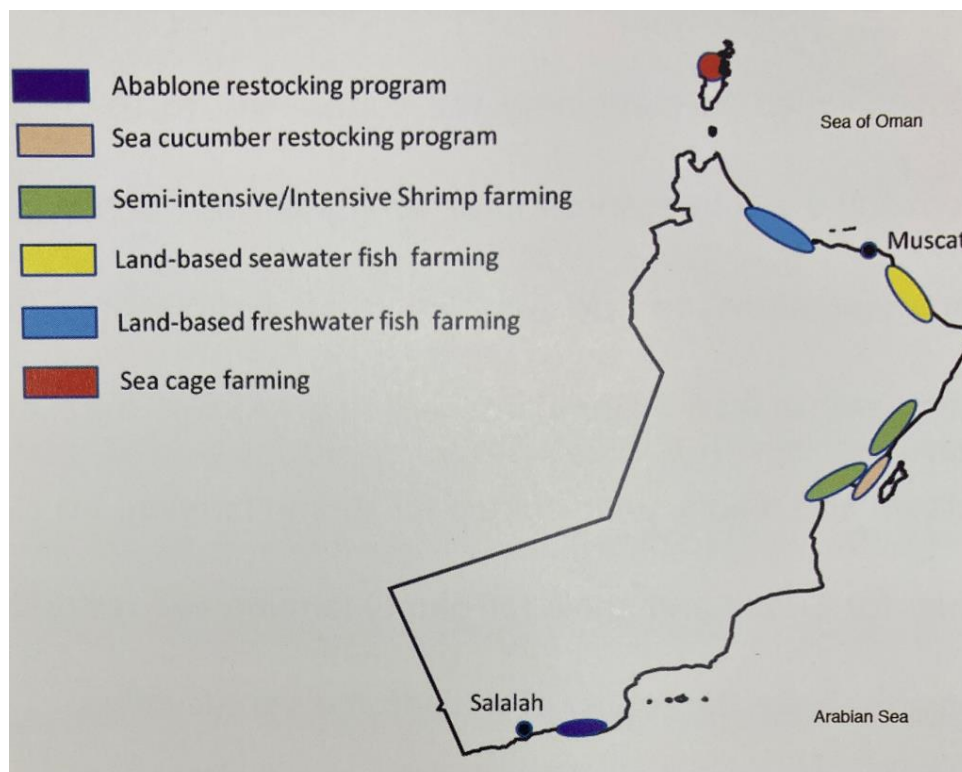 Abablone restocking program
Sea cucumber restocking program
Semi-intensive/Intensive Shrimp farming
Land-based seawater fish farming
Land-based freshwater fish farming
Sea cage farming
Sea of Oman
Muscat
Salalah
Arabian Sea